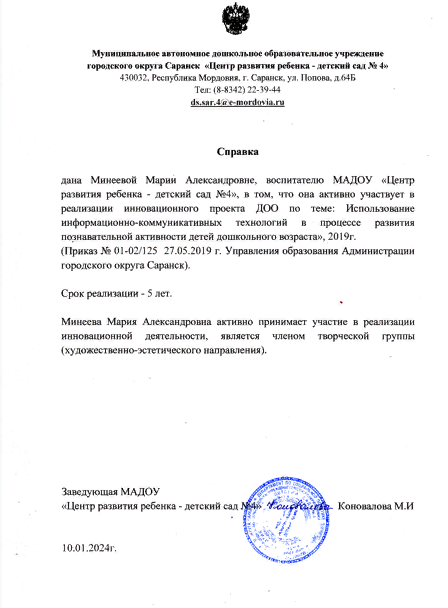 Муниципальное автономное дошкольное образовательное учреждение
городского округа Саранск «Центр развития ребенка - детский сад № 4»
430032, Республика Мордовия, г. Саранск, ул. Попова, д.64Б
Тел: (8-8342) 22-39-44
ds.sar.4@e-mordovia.ru
Справка
дана Минеевой Марии Александровне, воспитателю МАДОУ «Центр
развития ребенка - детский сад №4», в том, что она активно участвует в
реализации инновационного проекта ДОО по теме: Использование
информационно-коммуникативных технологий в процессе развития
познавательной активности детей дошкольного возраста», 2019г.
(Приказ № 01-02/125 27.05.2019 г. Управления образования Администрации
городского округа Саранск).
Срок реализации - 5 лет.
Минеева Мария Александровна активно принимает участие в реализации
инновационной деятельности, является членом творческой группы
(художественно-эстетического направления).
Заведующая МАДОУ
«Центр развития ребенка - детский сад №4» Коновалова М.И
10.01.2024г.